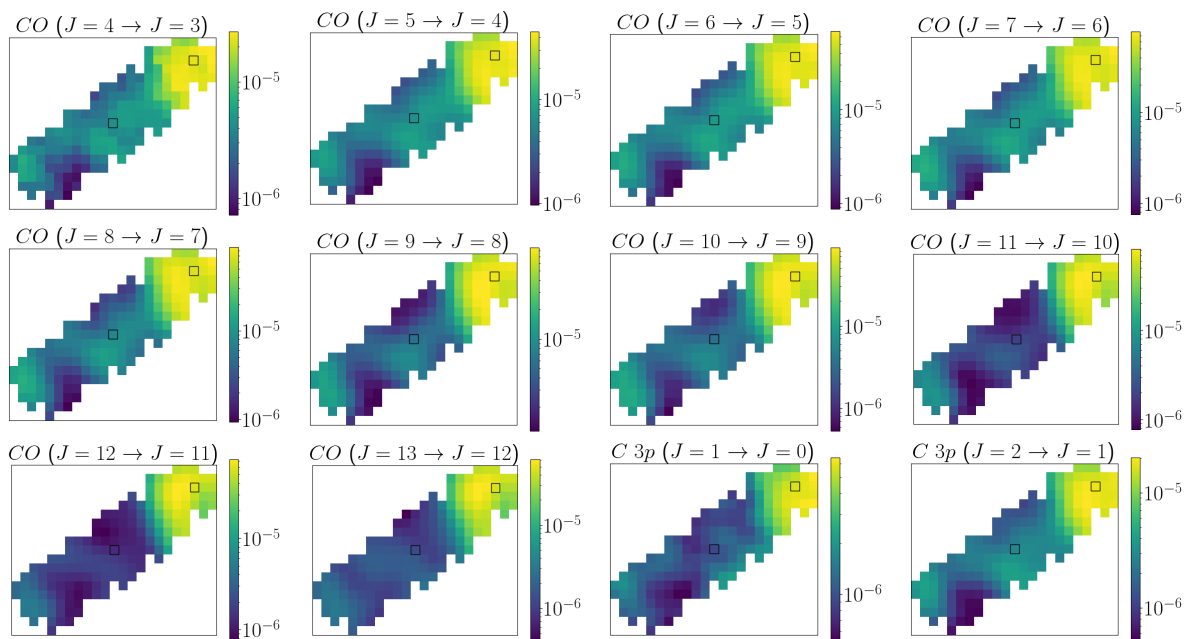 CO (J = 4 → J = 3)
CO (J = 5 → J = 4)
CO (J = 6 → J = 5)
CO (J = 7 → J = 6)
10⁻⁵
10⁻⁶
10⁻⁵
10⁻⁶
10⁻⁵
10⁻⁶
10⁻⁵
10⁻⁶
CO (J = 8 → J = 7)
CO (J = 9 → J = 8)
CO (J = 10 → J = 9)
CO (J = 11 → J = 10)
10⁻⁵
10⁻⁶
10⁻⁵
10⁻⁵
10⁻⁶
10⁻⁵
10⁻⁶
CO (J = 12 → J = 11)
CO (J = 13 → J = 12)
C 3p (J = 1 → J = 0)
C 3p (J = 2 → J = 1)
10⁻⁵
10⁻⁶
10⁻⁵
10⁻⁶
10⁻⁶
10⁻⁵
10⁻⁶